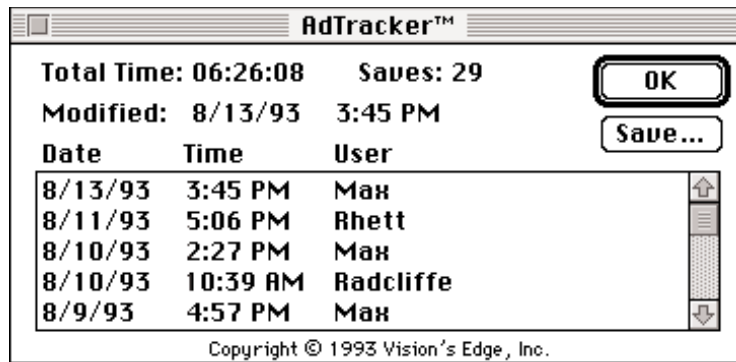 AdTracker™
Total Time: 06:26:08 Saves: 29
OK
Modified: 8/13/93 3:45 PM
Save...
Date Time User
8/13/93 3:45 PM Max
8/11/93 5:06 PM Rhett
8/10/93 2:27 PM Max
8/10/93 10:39 AM Radcliffe
8/9/93 4:57 PM Max
Copyright © 1993 Vision's Edge, Inc.